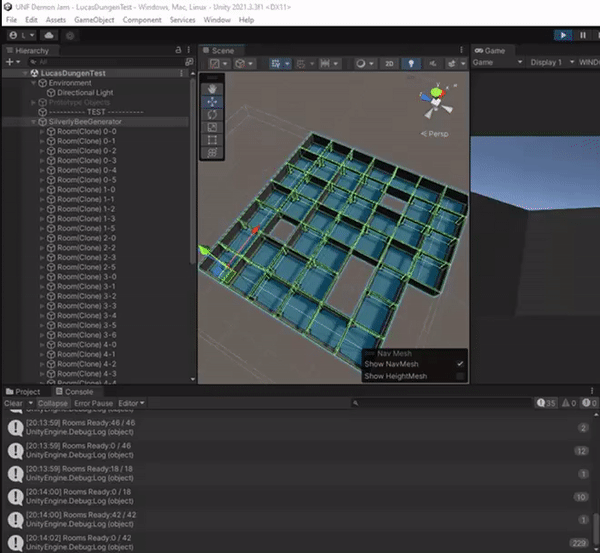 UNF Demon Jam - LucasDungenTest - Windows, Mac, Linux - Unity 2021.3.3f1 <DX11>
File Edit Assets GameObject Component Services Window Help
L
Hierarchy
Scene
Game
All
2D
Game
Display 1
LucasDungenTest
Environment
Directional Light
Prototype Objects
---------- TEST ----------
SilverlyBeeGenerator
Room(Clone) 0-0
Room(Clone) 0-1
Room(Clone) 0-2
Room(Clone) 0-3
Room(Clone) 0-4
Room(Clone) 0-5
Room(Clone) 1-0
Room(Clone) 1-1
Room(Clone) 1-2
Room(Clone) 1-3
Room(Clone) 1-5
Room(Clone) 2-0
Room(Clone) 2-2
Room(Clone) 2-3
Room(Clone) 2-5
Room(Clone) 3-0
Room(Clone) 3-1
Room(Clone) 3-2
Room(Clone) 3-3
Room(Clone) 3-4
Room(Clone) 3-5
Room(Clone) 3-6
Room(Clone) 4-0
Room(Clone) 4-1
Room(Clone) 4-2
Room(Clone) 4-3
Room(Clone) 4-4
Persp
Nav Mesh
Show NavMesh
Show HeightMesh
Project
Console
Clear Collapse Error Pause Editor
35 0 0
UnityEngine.Debug:Log (object)
[20:13:59] Rooms Ready:46 / 46
UnityEngine.Debug:Log (object)
2
[20:13:59] Rooms Ready:0 / 46
UnityEngine.Debug:Log (object)
12
[20:13:59] Rooms Ready:18 / 18
UnityEngine.Debug:Log (object)
1
[20:14:00] Rooms Ready:0 / 18
UnityEngine.Debug:Log (object)
10
[20:14:00] Rooms Ready:42 / 42
UnityEngine.Debug:Log (object)
1
[20:14:02] Rooms Ready:0 / 42
UnityEngine.Debug:Log (object)
229